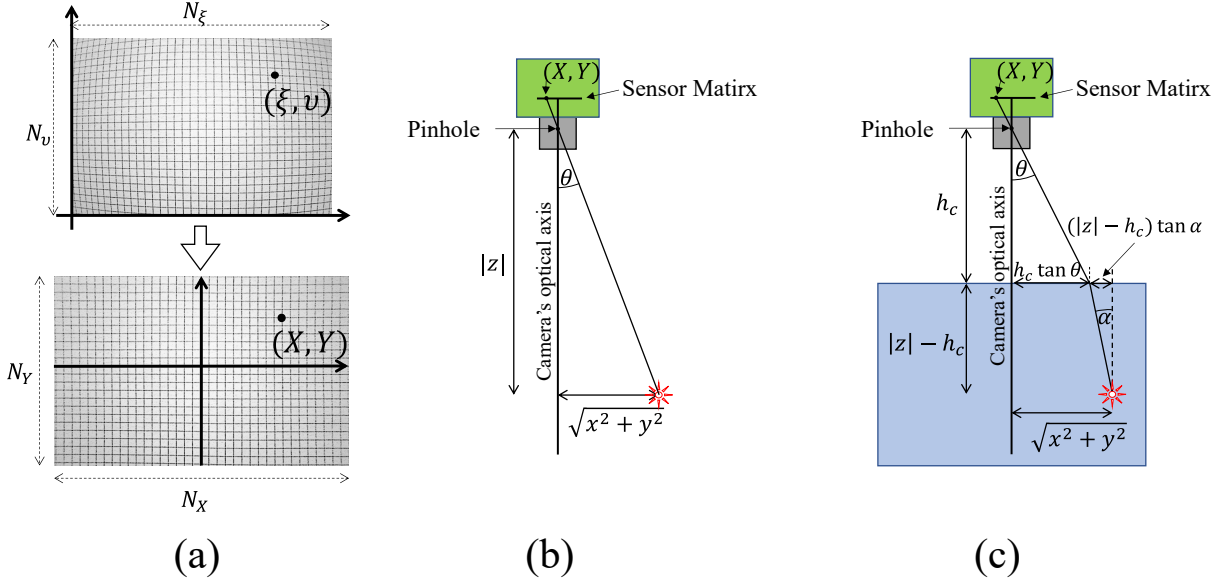 N_ξ
(ξ, υ)
N_υ
(X, Y)
N_Y
N_X
(a)
(X, Y)
Sensor Matirx
Pinhole
θ
Camera's optical axis
|z|
√x² + y²
(b)
(X, Y)
Sensor Matirx
Pinhole
θ
h_c
(|z| − h_c) tan α
h_c tan θ
Camera's optical axis
α
|z| − h_c
√x² + y²
(c)